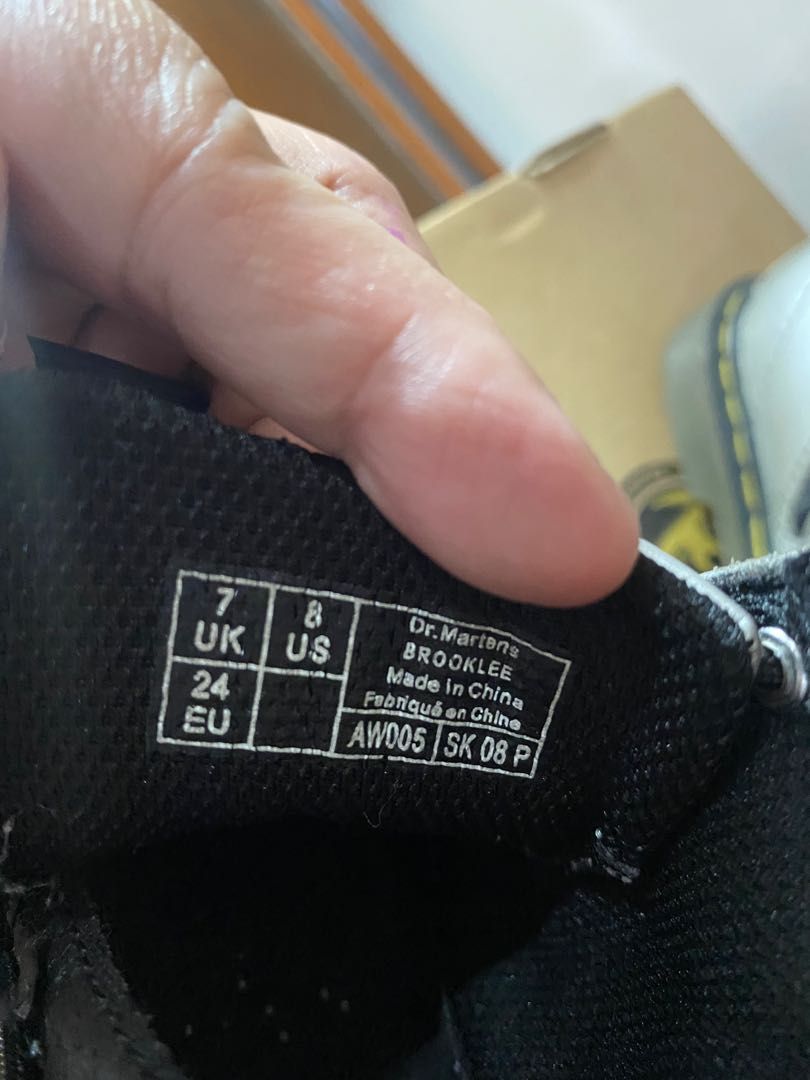 7
UK
8
US
24
EU
Dr.Martens
BROOKLEE
Made in China
Fabriqué en Chine
AW005
SK 08 P